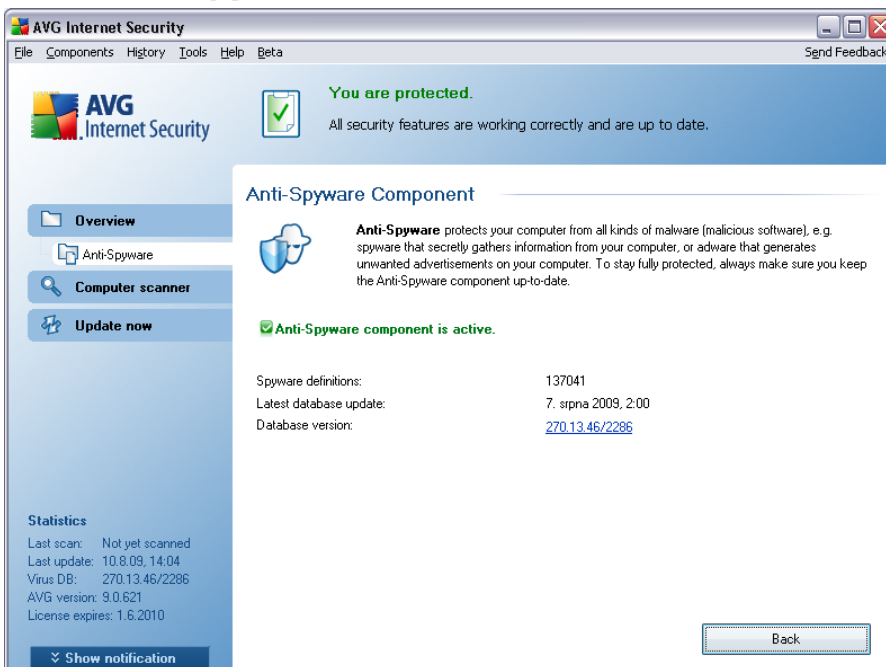 AVG Internet Security
File Components History Tools Help Beta Send Feedback
AVG
Internet Security
You are protected.
All security features are working correctly and are up to date.
Overview
Anti-Spyware
Computer scanner
Update now
Anti-Spyware Component
Anti-Spyware protects your computer from all kinds of malware (malicious software), e.g.
spyware that secretly gathers information from your computer, or adware that generates
unwanted advertisements on your computer. To stay fully protected, always make sure you keep
the Anti-Spyware component up-to-date.
Anti-Spyware component is active.
Spyware definitions: 137041
Latest database update: 7. srpna 2009, 2:00
Database version: 270.13.46/2286
Statistics
Last scan: Not yet scanned
Last update: 10.8.09, 14:04
Virus DB: 270.13.46/2286
AVG version: 9.0.621
License expires: 1.6.2010
Show notification
Back